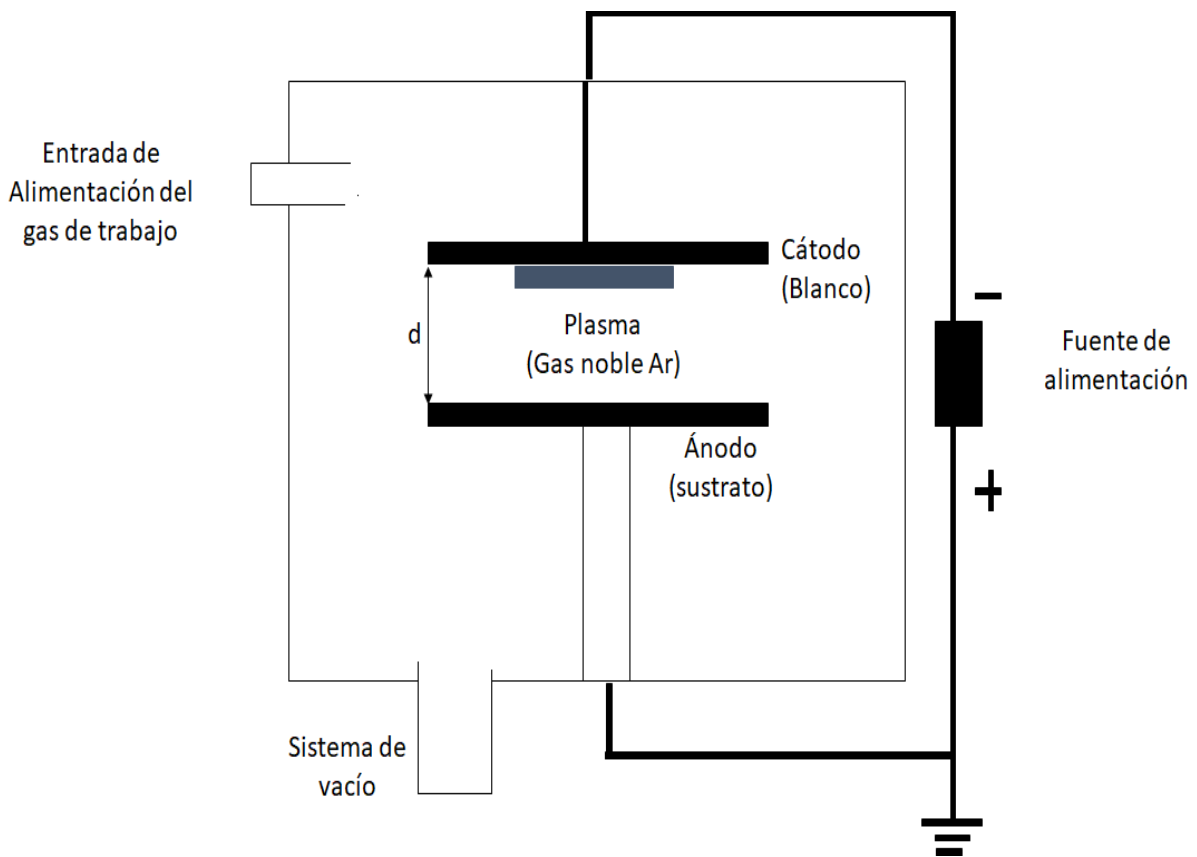 Entrada de
Alimentación del
gas de trabajo
Cátodo
(Blanco)
d
Plasma
(Gas noble Ar)
Ánodo
(sustrato)
-
+
Fuente de
alimentación
Sistema de
vacío